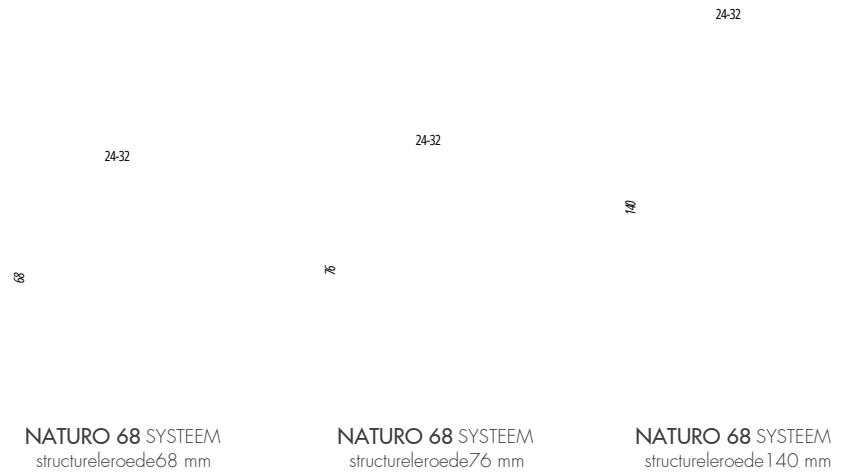 24-32
24-32
24-32
140
68
76
NATURO 68 SYSTEEM
structureleroede68 mm
NATURO 68 SYSTEEM
structureleroede76 mm
NATURO 68 SYSTEEM
structureleroede140 mm